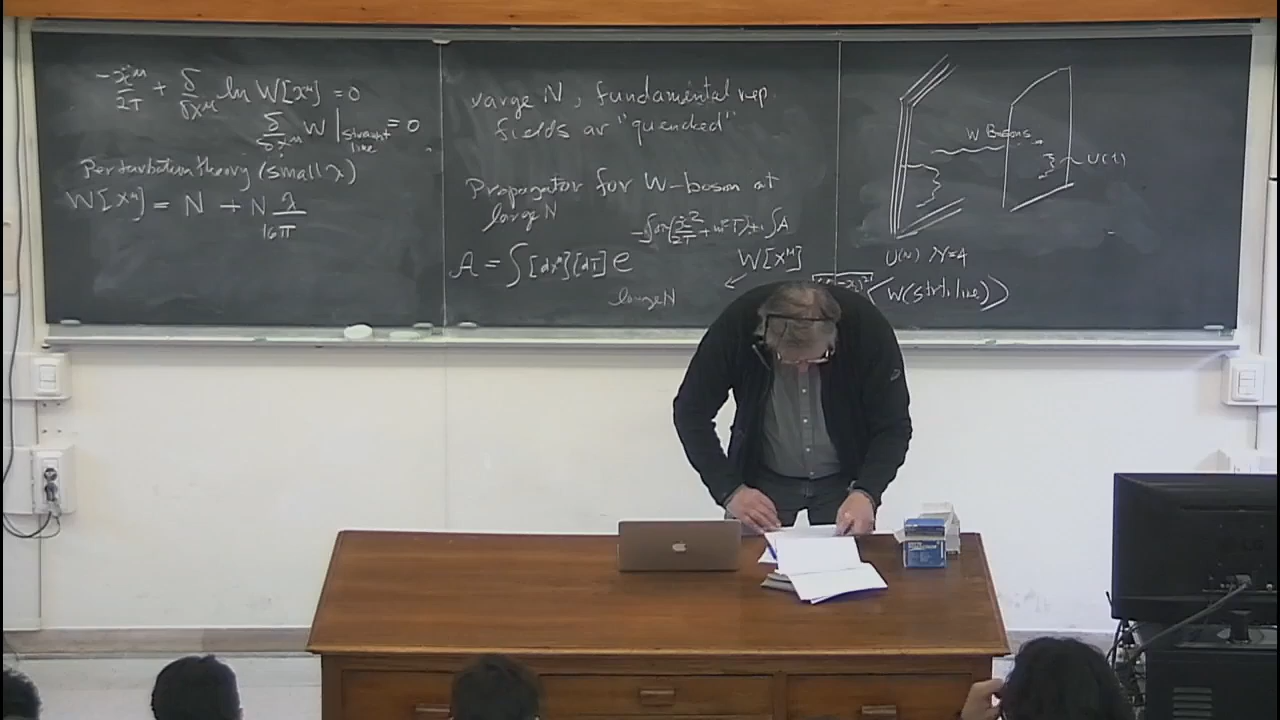 -ẍ^μ/2T + δ/δx^μ ln W[x^μ] = 0
δ/δx^μ W |straight line = 0
Perturbation theory (small λ)
W[x^μ] = N + N λ/16π
Large N, fundamental rep
fields are "quenched"
Propagator for W-boson at
large N
A = ∫[dx^μ][dT] e
W[x^μ]
large N
W Bosons
U(1)
U(N) N=4
<W(strt. line)>